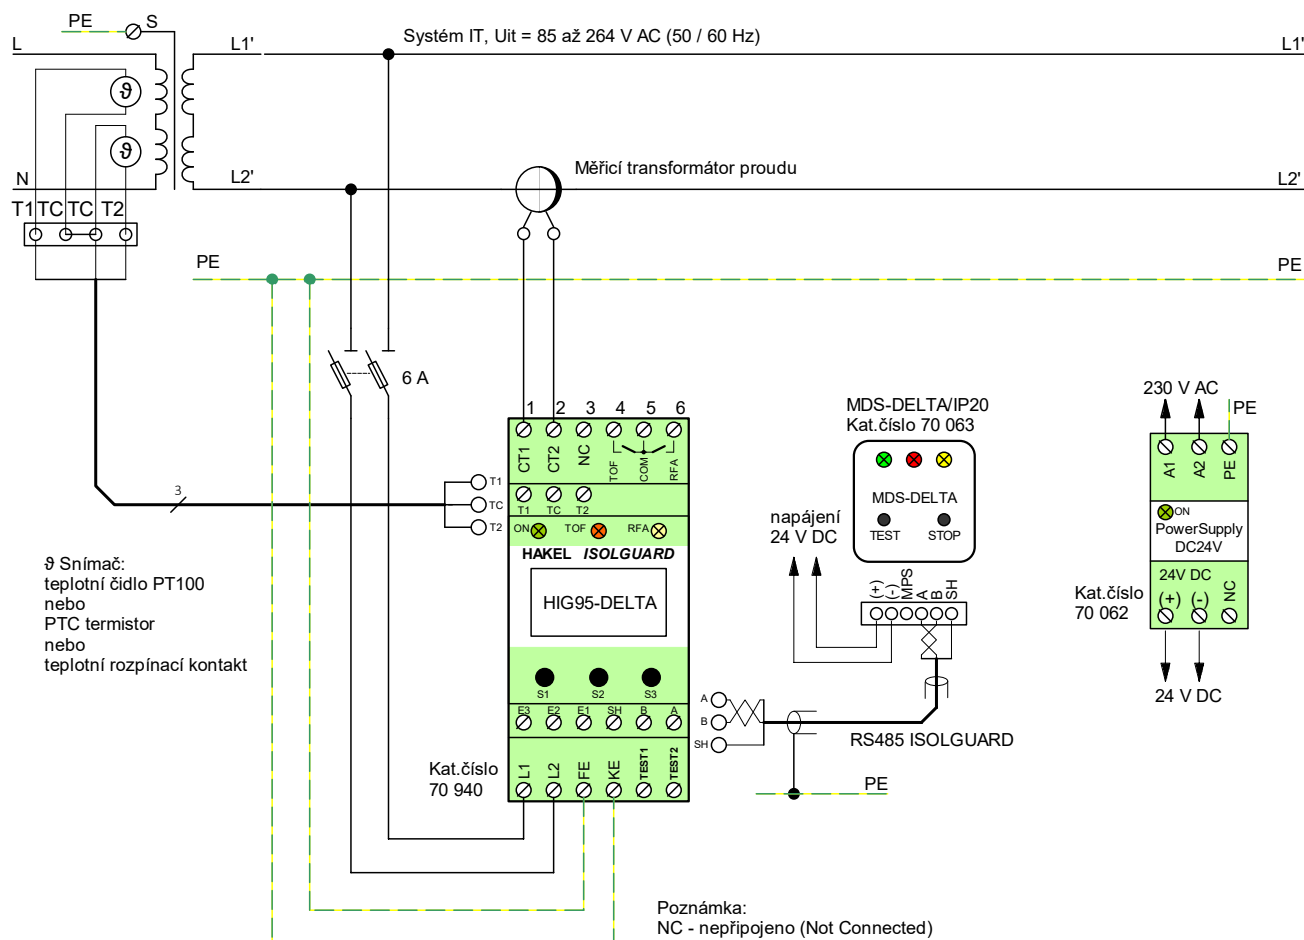 PE
S
L
L1'
Systém IT, Uit = 85 až 264 V AC (50 / 60 Hz)
L1'
ϑ
ϑ
Měřicí transformátor proudu
N
L2'
L2'
T1 TC TC T2
PE
PE
6 A
1 2 3 4 5 6
CT1 CT2 NC TOF COM RFA
T1
TC
T2
T1 TC T2
ON TOF RFA
HAKEL ISOLGUARD
HIG95-DELTA
S1 S2 S3
E3 E2 E1 SH B A
L1 L2 FE KE TEST1 TEST2
Kat.číslo
70 940
3
ϑ Snímač:
teplotní čidlo PT100
nebo
PTC termistor
nebo
teplotní rozpínací kontakt
MDS-DELTA/IP20
Kat.číslo 70 063
MDS-DELTA
TEST STOP
napájení
24 V DC
(+) (-) MPS A B SH
A
B
SH
RS485 ISOLGUARD
PE
230 V AC
PE
A1 A2 PE
ON
PowerSupply
DC24V
24V DC
(+) (-) NC
Kat.číslo
70 062
24 V DC
Poznámka:
NC - nepřipojeno (Not Connected)